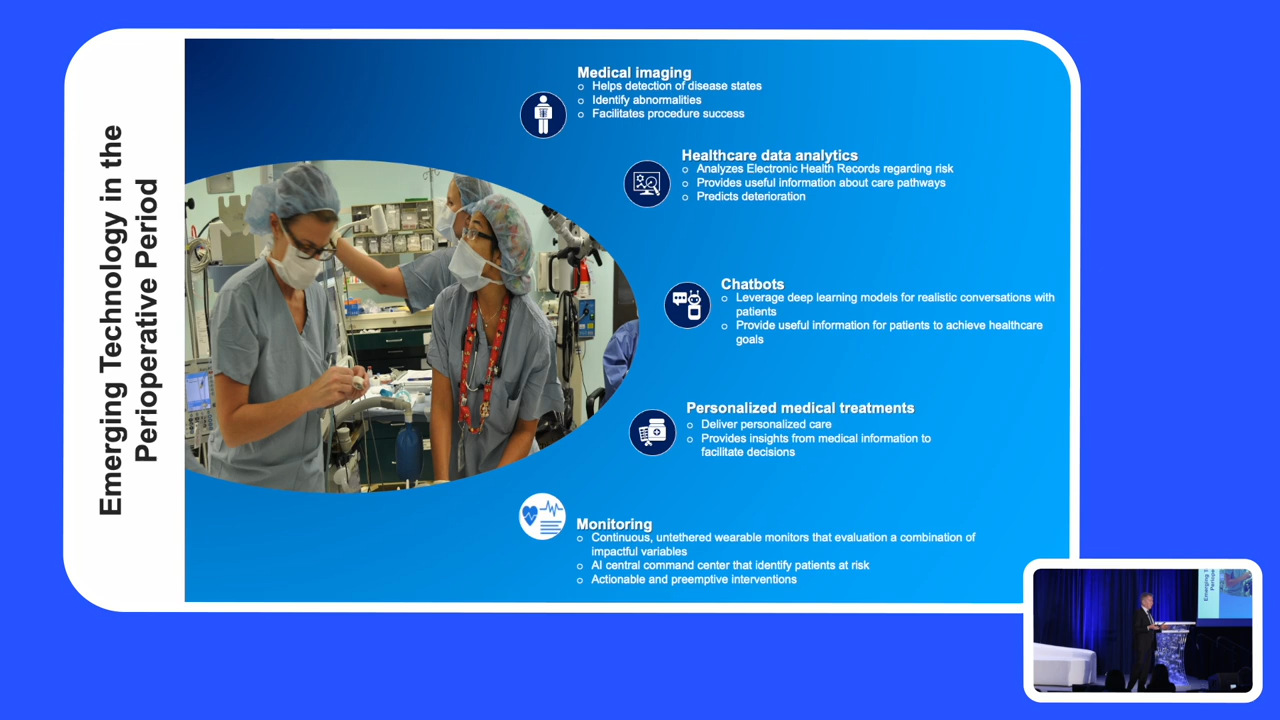 Emerging Technology in the
Perioperative Period
Medical imaging
Helps detection of disease states
Identify abnormalities
Facilitates procedure success
Healthcare data analytics
Analyzes Electronic Health Records regarding risk
Provides useful information about care pathways
Predicts deterioration
Chatbots
Leverage deep learning models for realistic conversations with
patients
Provide useful information for patients to achieve healthcare
goals
Personalized medical treatments
Deliver personalized care
Provides insights from medical information to
facilitate decisions
Monitoring
Continuous, untethered wearable monitors that evaluation a combination of
impactful variables
AI central command center that identify patients at risk
Actionable and preemptive interventions